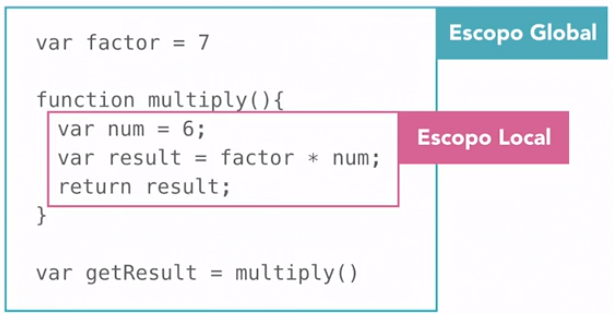 Escopo Global
var factor = 7
function multiply(){
var num = 6;
Escopo Local
var result = factor * num;
return result;
}
var getResult = multiply()